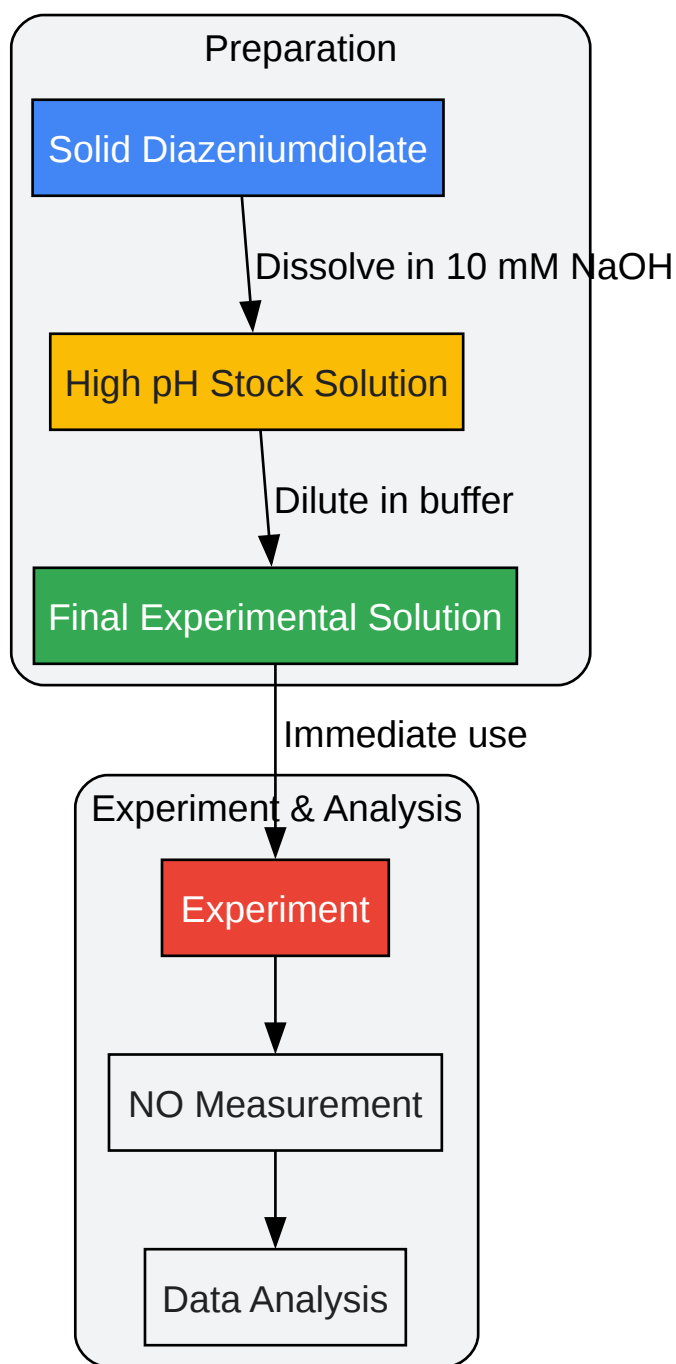 Preparation
Solid Diazeniumdiolate
Dissolve in 10 mM NaOH
High pH Stock Solution
Dilute in buffer
Final Experimental Solution
Immediate use
Experiment & Analysis
Experiment
NO Measurement
Data Analysis